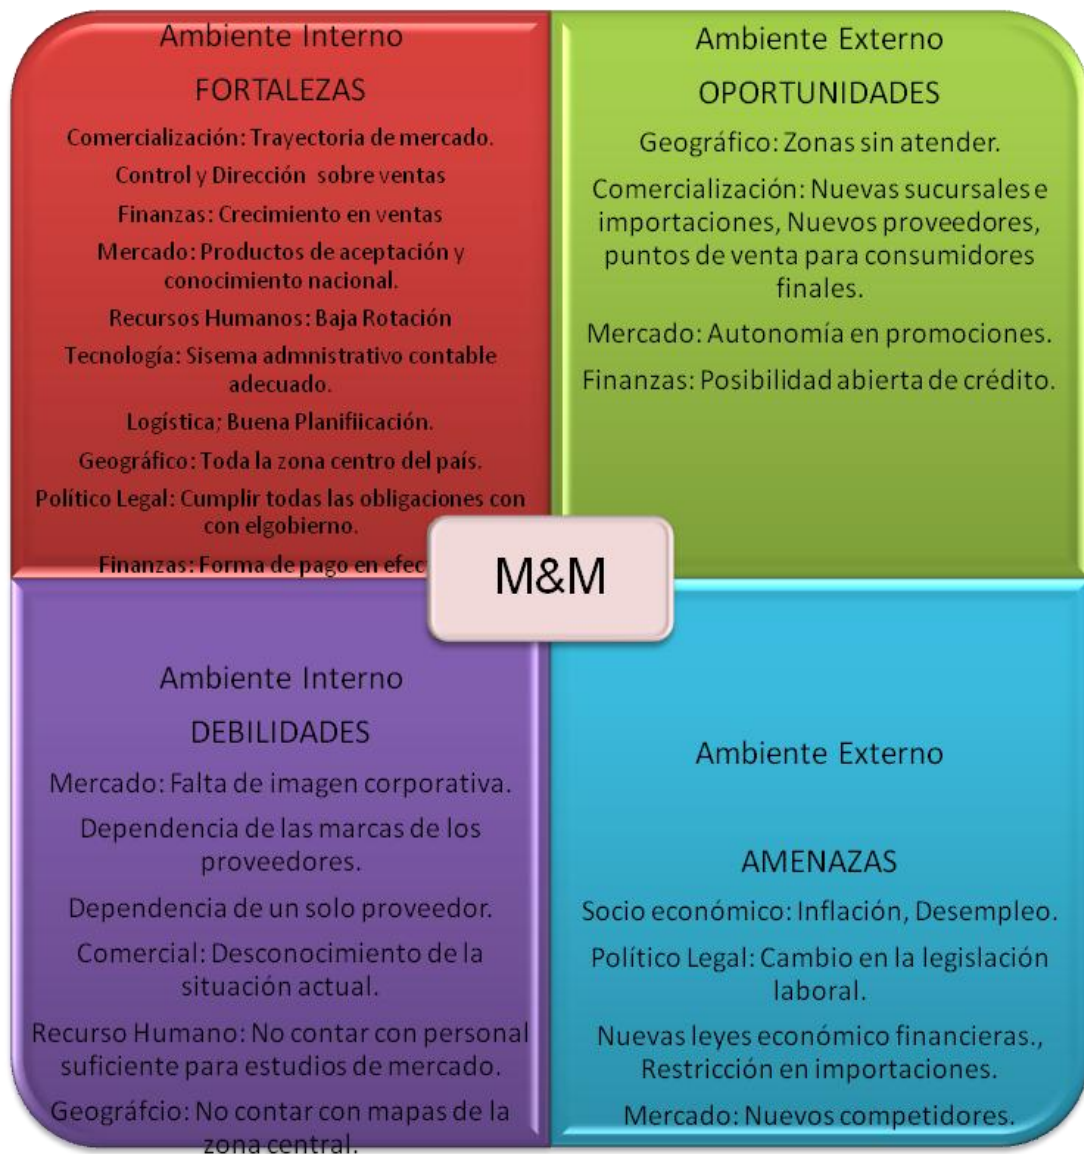 Ambiente Interno
FORTALEZAS
Comercialización: Trayectoria de mercado.
Control y Dirección sobre ventas
Finanzas: Crecimiento en ventas
Mercado: Productos de aceptación y
conocimiento nacional.
Recursos Humanos: Baja Rotación
Tecnología: Sisema admnistrativo contable
adecuado.
Logística; Buena Planifiicación.
Geográfico: Toda la zona centro del país.
Político Legal: Cumplir todas las obligaciones con
con elgobierno.
Finanzas: Forma de pago en efec
Ambiente Externo
OPORTUNIDADES
Geográfico: Zonas sin atender.
Comercialización: Nuevas sucursales e
importaciones, Nuevos proveedores,
puntos de venta para consumidores
finales.
Mercado: Autonomía en promociones.
Finanzas: Posibilidad abierta de crédito.
M&M
Ambiente Interno
DEBILIDADES
Mercado: Falta de imagen corporativa.
Dependencia de las marcas de los
proveedores.
Dependencia de un solo proveedor.
Comercial: Desconocimiento de la
situación actual.
Recurso Humano: No contar con personal
suficiente para estudios de mercado.
Geográfcio: No contar con mapas de la
zona central.
Ambiente Externo
AMENAZAS
Socio económico: Inflación, Desempleo.
Político Legal: Cambio en la legislación
laboral.
Nuevas leyes económico financieras.,
Restricción en importaciones.
Mercado: Nuevos competidores.